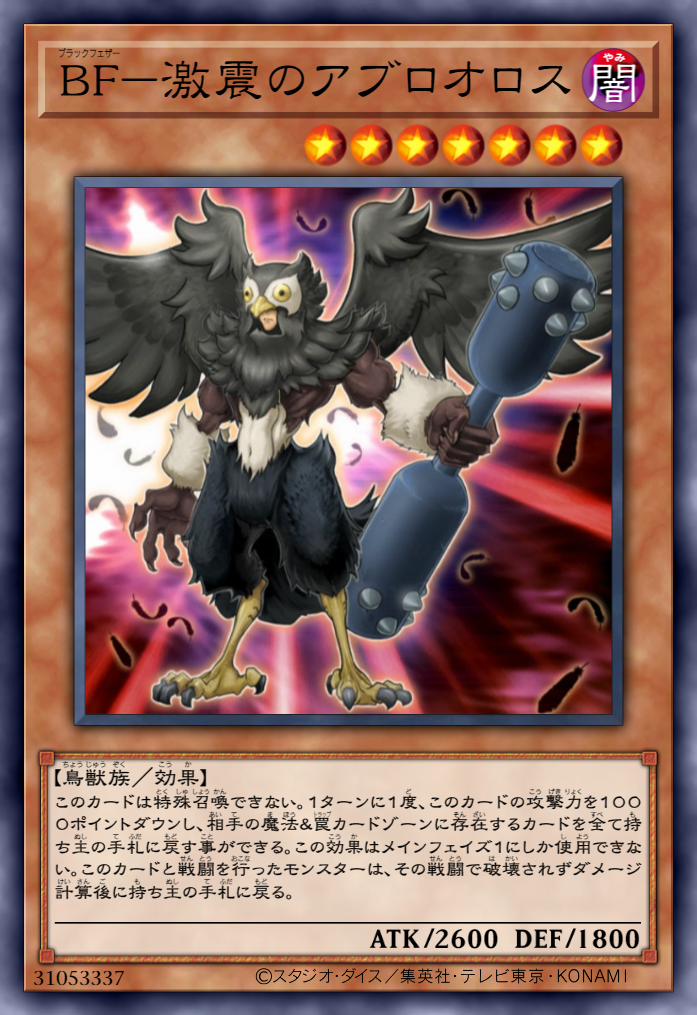 ブラックフェザー
BF－激震のアブロオロス
やみ
闇
【鳥獣族／効果】
このカードは特殊召喚できない。1ターンに1度、このカードの攻撃力を100
0ポイントダウンし、相手の魔法&罠カードゾーンに存在するカードを全て持
ち主の手札に戻す事ができる。この効果はメインフェイズ1にしか使用できな
い。このカードと戦闘を行ったモンスターは、その戦闘で破壊されずダメージ
計算後に持ち主の手札に戻る。
ATK/2600 DEF/1800
31053337 ©スタジオ・ダイス／集英社・テレビ東京・KONAMI